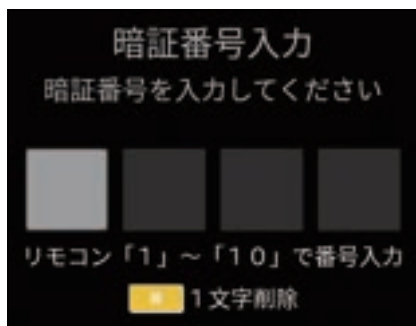 暗証番号入力
暗証番号を入力してください
リモコン「1」～「10」で番号入力
黄 1文字削除